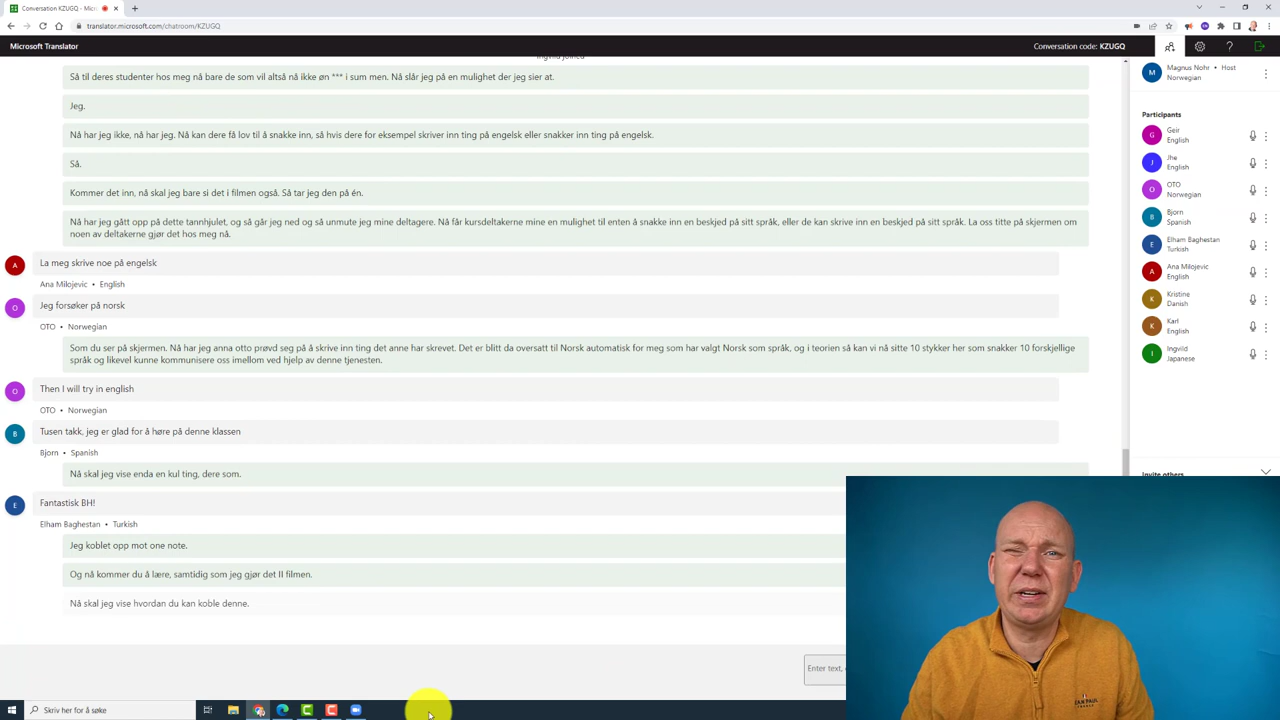 Conversation KZUGQ - Micr
translator.microsoft.com/chatroom/KZUGQ
Microsoft Translator
Conversation code: KZUGQ
Ingvild joined
Så til deres studenter hos meg nå bare de som vil altså nå ikke øn *** i sum men. Nå slår jeg på en mulighet der jeg sier at.
Jeg.
Nå har jeg ikke, nå har jeg. Nå kan dere få lov til å snakke inn, så hvis dere for eksempel skriver inn ting på engelsk eller snakker inn ting på engelsk.
Så.
Kommer det inn, nå skal jeg bare si det i filmen også. Så tar jeg den på én.
Nå har jeg gått opp på dette tannhjulet, og så går jeg ned og så unmute jeg mine deltagere. Nå har deltakerne mine en mulighet til enten å snakke inn en beskjed på sitt språk, eller de kan skrive inn en beskjed på sitt språk. La oss titte på skjermen om
noen av deltakerne gjør det hos meg nå.
A
La meg skrive noe på engelsk
Ana Milojevic • English
O
Jeg forsøker på norsk
OTO • Norwegian
Som du ser på skjermen. Nå har jeg anna otto prøvd seg på å skrive inn ting det anne har skrevet inn her er blitt da oversatt til Norsk automatisk for meg som har valgt Norsk som språk, og i teorien så kan vi nå sitte 10 stykker her som snakker 10 forskjellige
språk og likevel kunne kommunisere oss imellom ved hjelp av denne tjenesten.
O
Then I will try in english
OTO • Norwegian
B
Tusen takk, jeg er glad for å høre på denne klassen
Bjorn • Spanish
Nå skal jeg vise enda en kul ting, dere som.
E
Fantastisk BH!
Elham Baghestan • Turkish
Jeg koblet opp mot one note.
Og nå kommer du å lære, samtidig som jeg gjør det II filmen.
Nå skal jeg vise hvordan du kan koble denne.
Enter text,
M
Magnus Nohr • Host
Norwegian
Participants
G
Geir
English
J
Jhe
English
O
OTO
Norwegian
B
Bjorn
Spanish
E
Elham Baghestan
Turkish
A
Ana Milojevic
English
K
Kristine
Danish
K
Karl
English
I
Ingvild
Japanese
Invite others
Skriv her for å søke